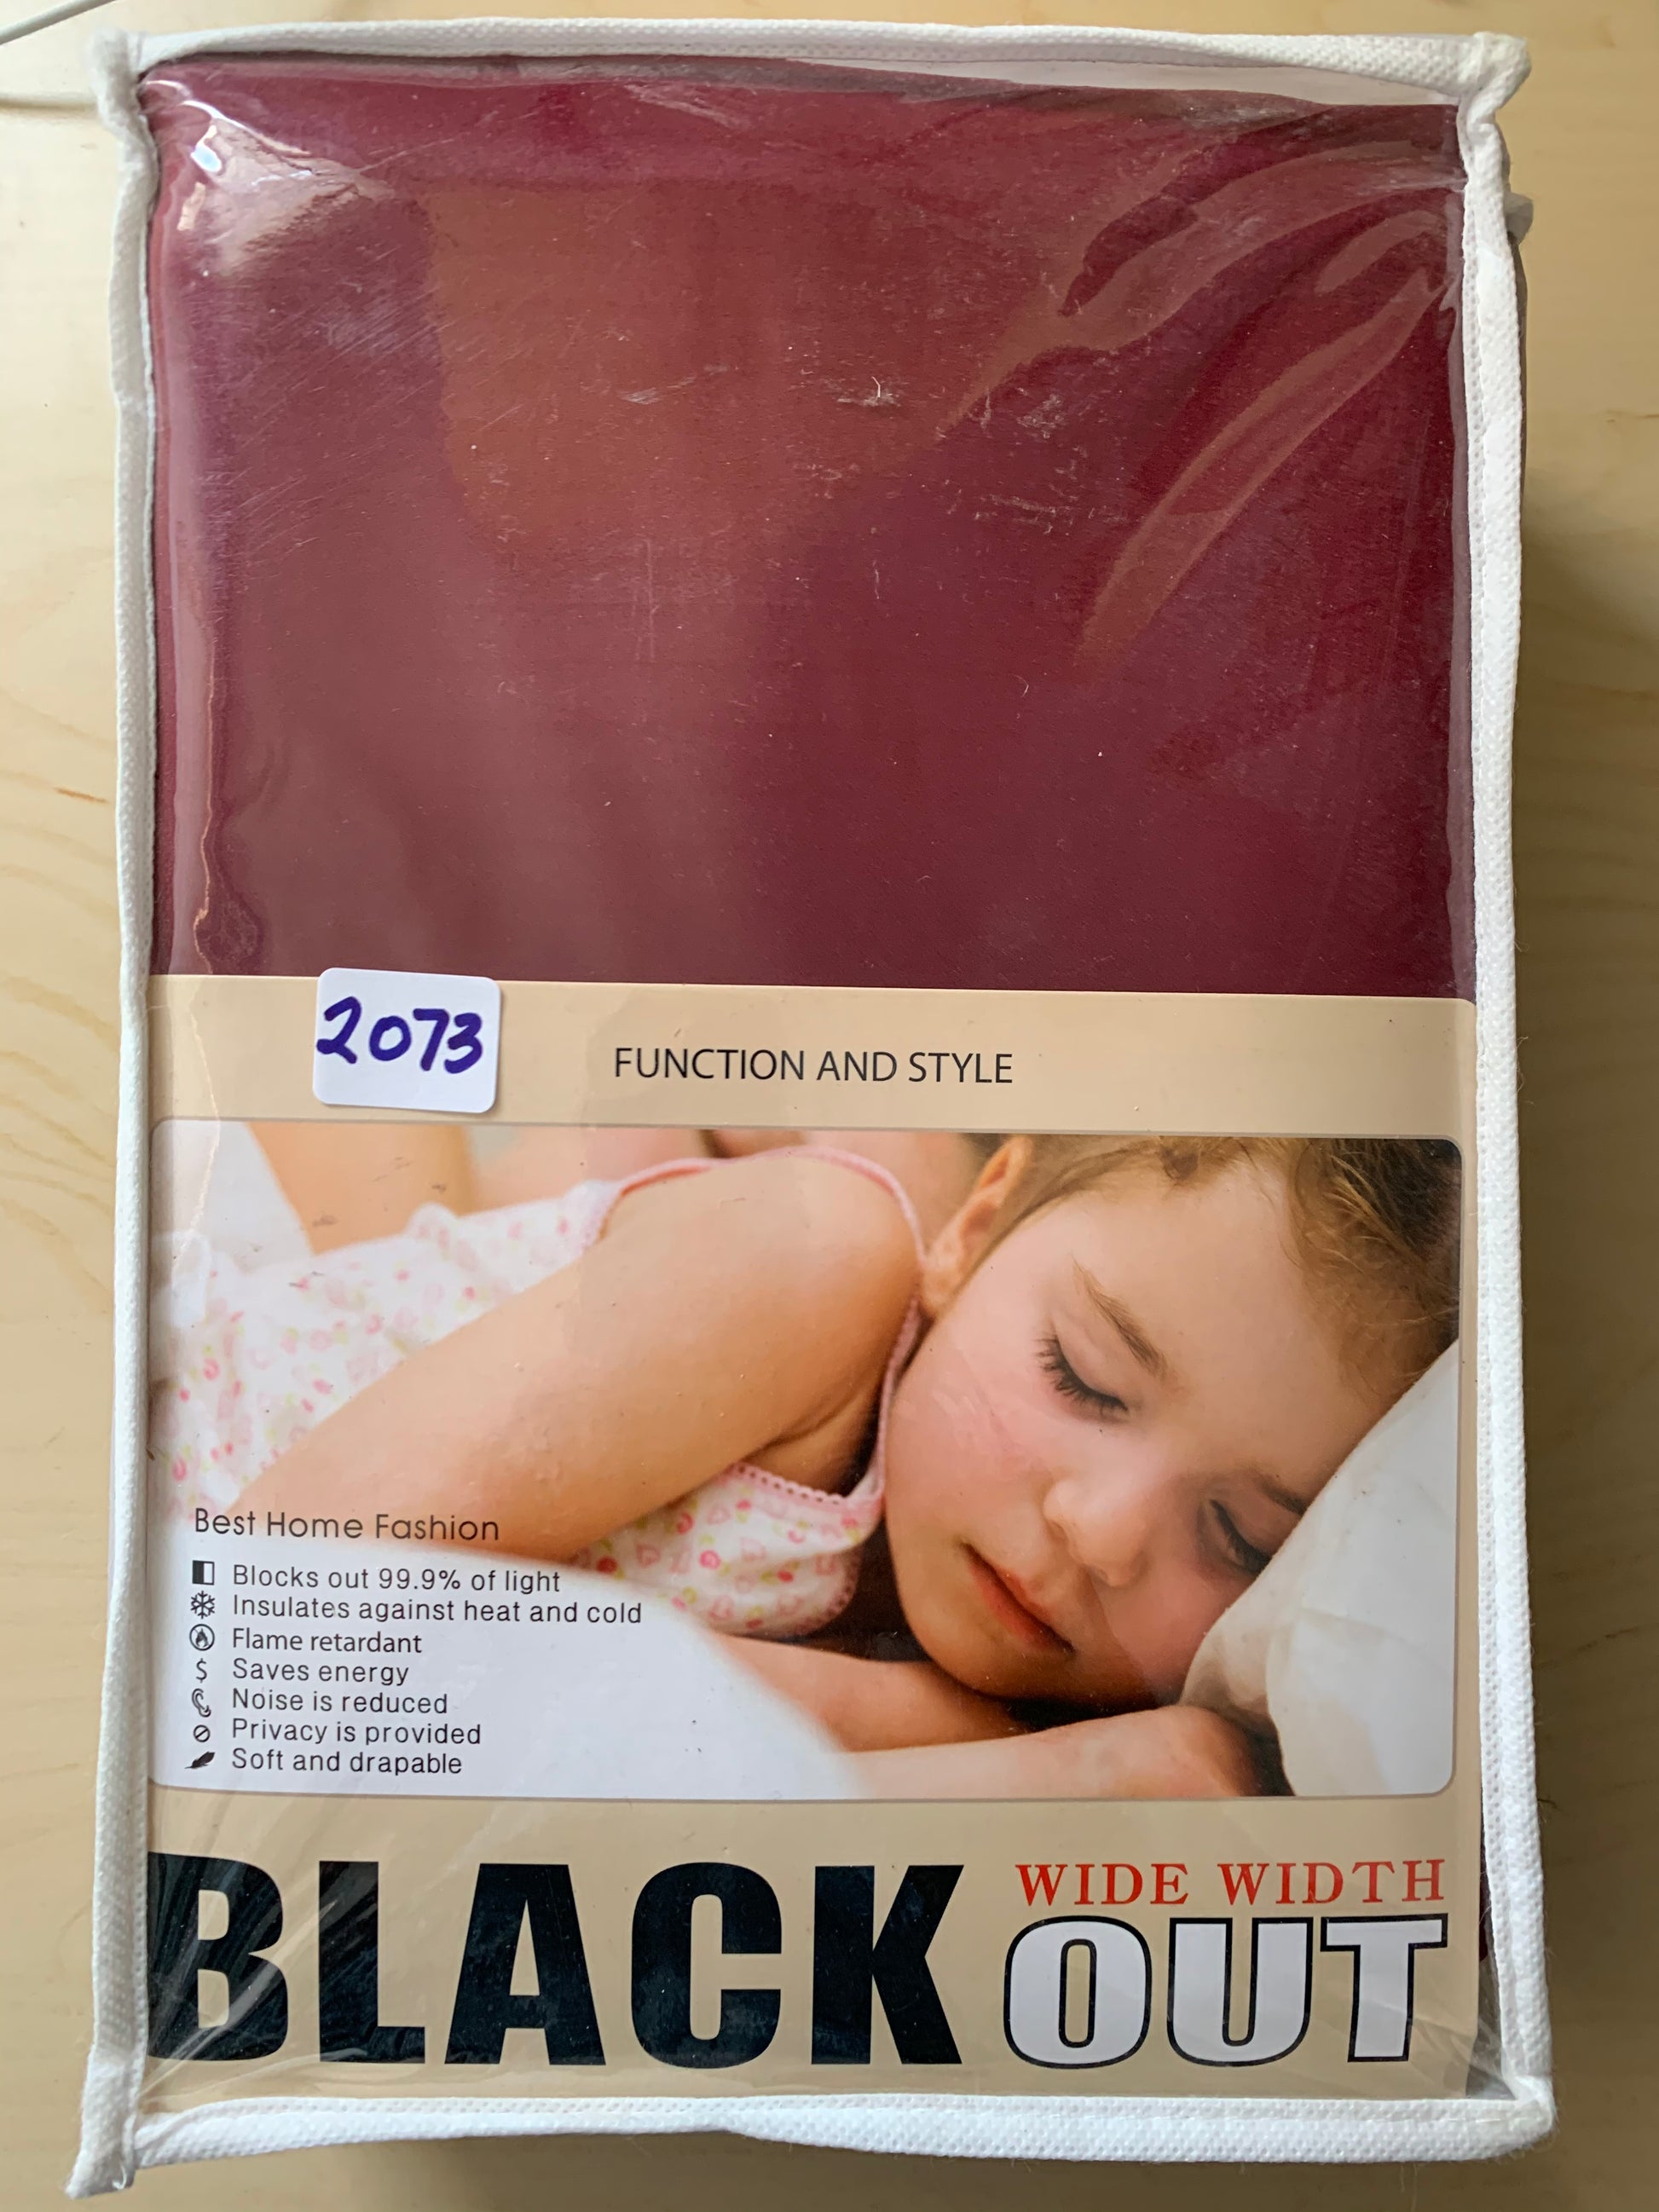 2073
FUNCTION AND STYLE
Best Home Fashion
Blocks out 99.9% of light
Insulates against heat and cold
Flame retardant
$ Saves energy
Noise is reduced
Privacy is provided
Soft and drapable
WIDE WIDTH
BLACK OUT